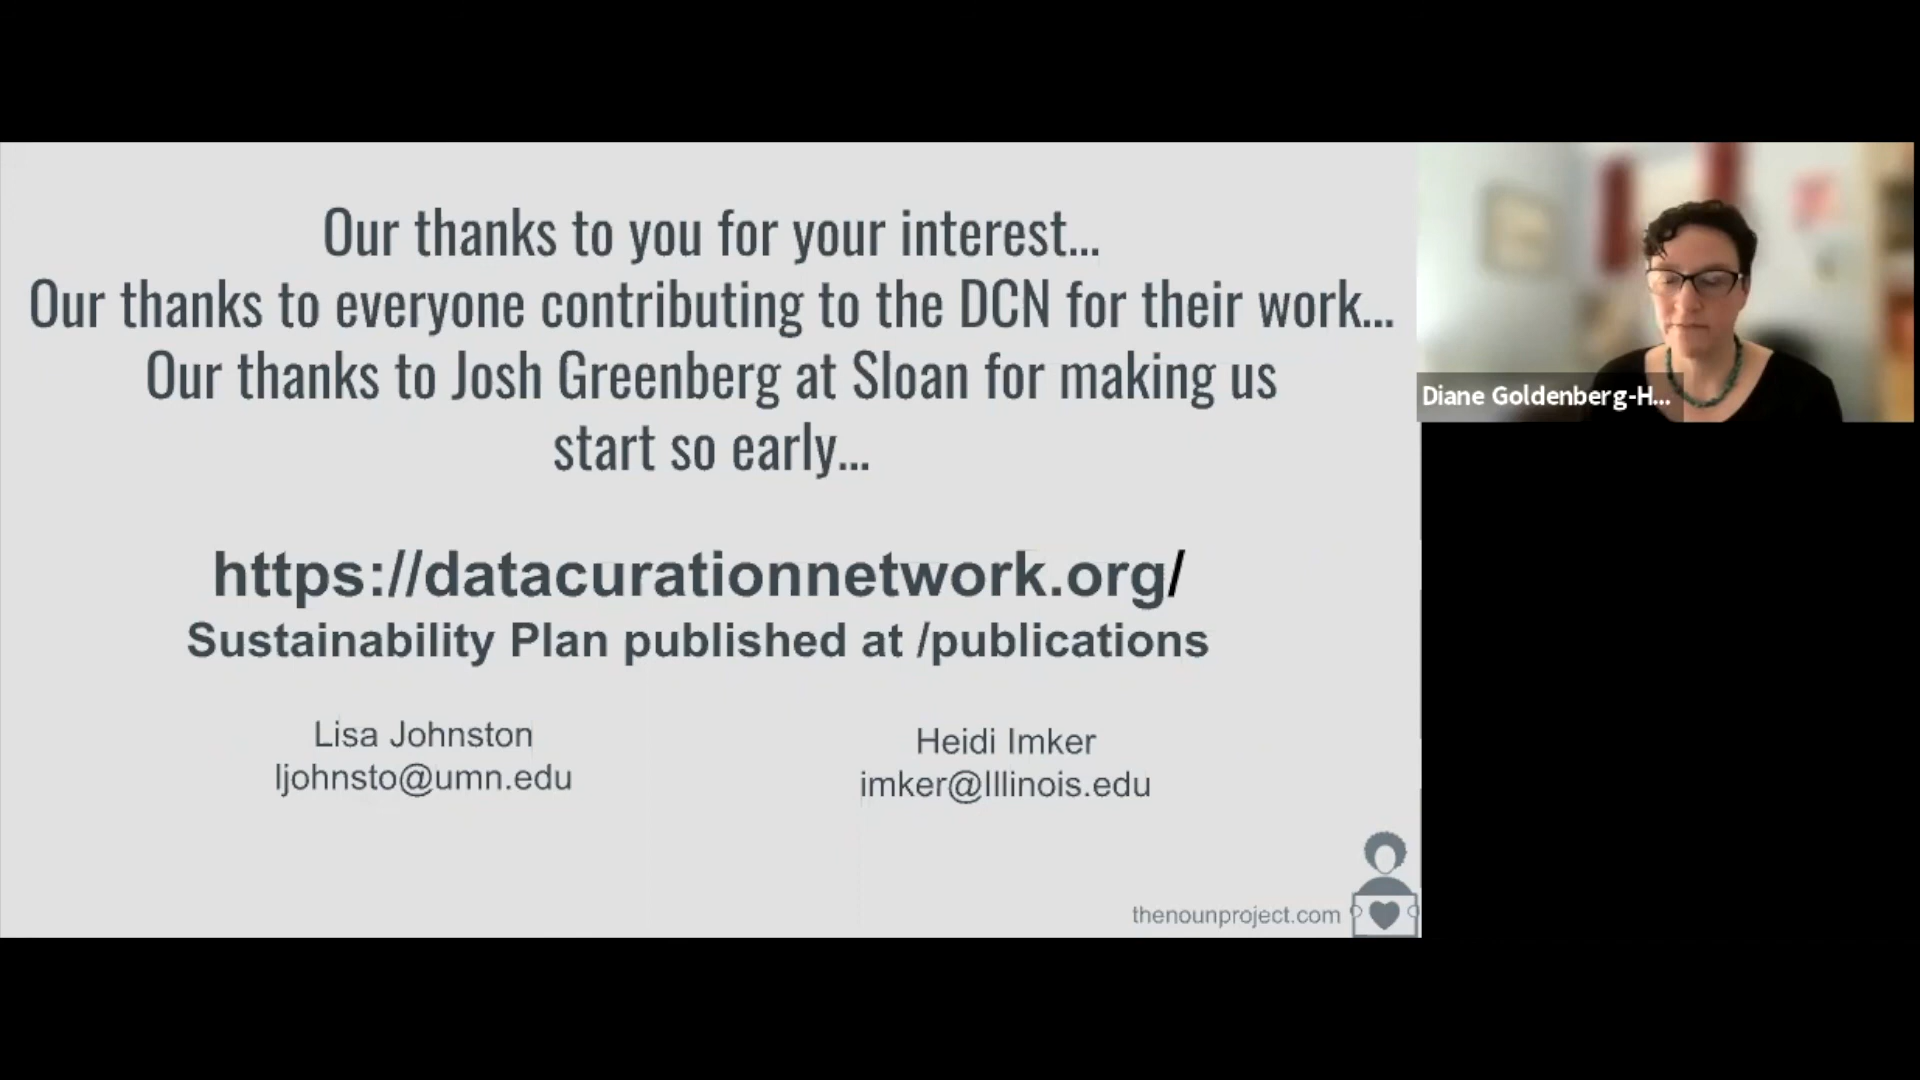 Our thanks to you for your interest...
Our thanks to everyone contributing to the DCN for their work...
Our thanks to Josh Greenberg at Sloan for making us
start so early...
https://datacurationnetwork.org/
Sustainability Plan published at /publications
Lisa Johnston
ljohnsto@umn.edu
Heidi Imker
imker@Illinois.edu
thenounproject.com
Diane Goldenberg-H...